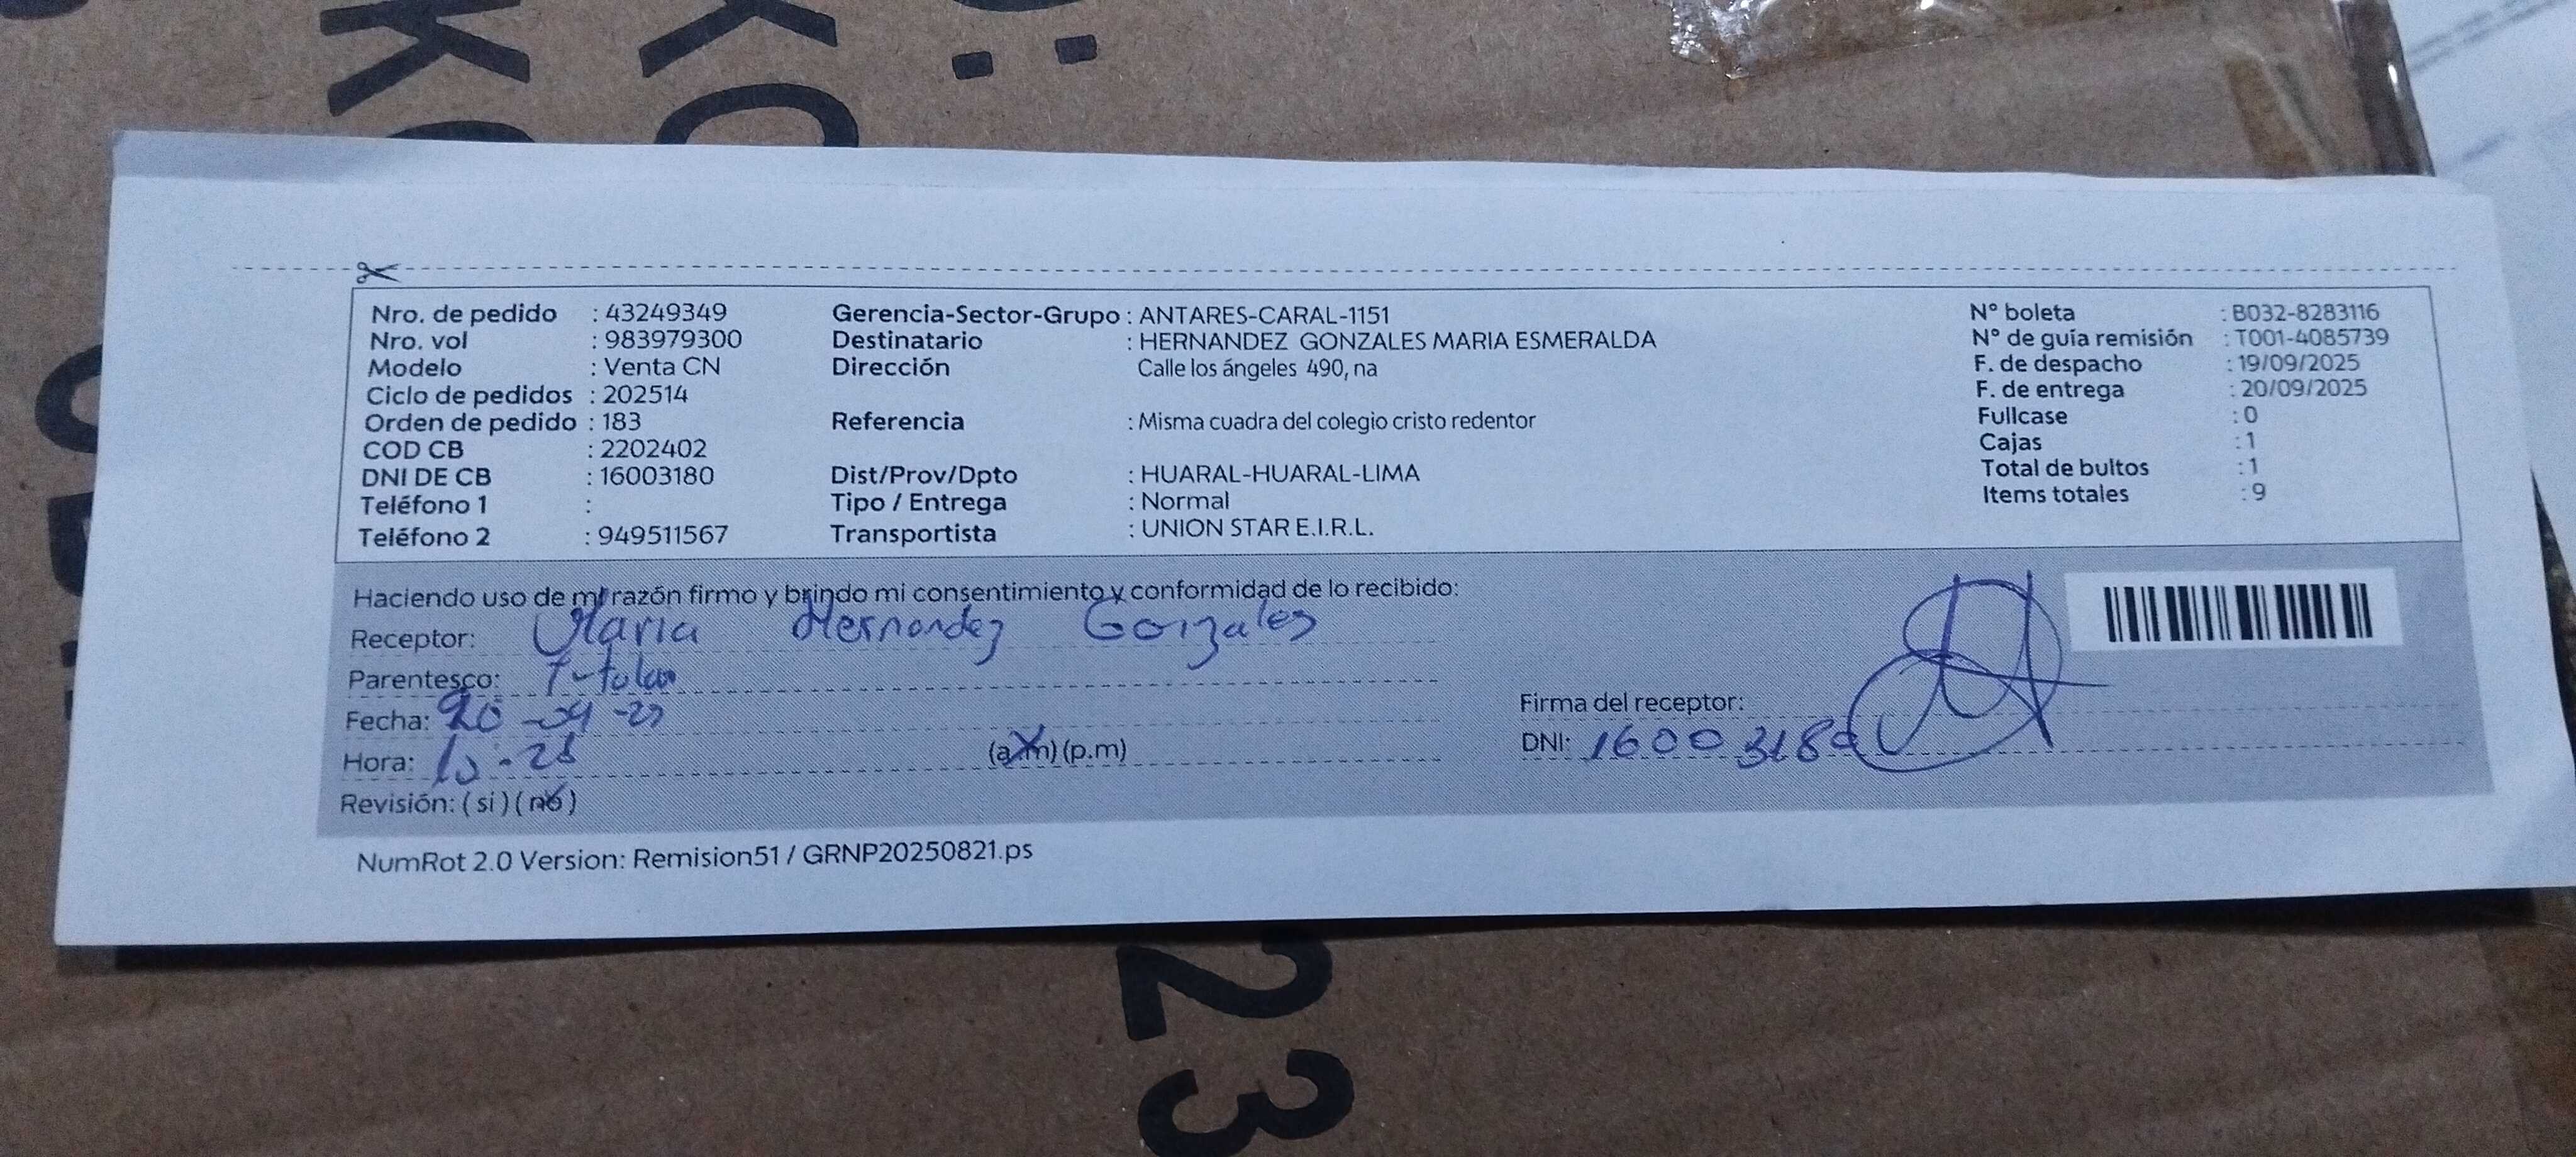 Nro. de pedido : 43249349
Nro. vol : 983979300
Modelo : Venta CN
Ciclo de pedidos : 202514
Orden de pedido : 183
COD CB : 2202402
DNI DE CB : 16003180
Teléfono 1 :
Teléfono 2 : 949511567
Gerencia-Sector-Grupo : ANTARES-CARAL-1151
Destinatario : HERNANDEZ GONZALES MARIA ESMERALDA
Dirección Calle los ángeles 490, na
Referencia : Misma cuadra del colegio cristo redentor
Dist/Prov/Dpto : HUARAL-HUARAL-LIMA
Tipo / Entrega : Normal
Transportista : UNION STAR E.I.R.L.
N° boleta : B032-8283116
N° de guía remisión : T001-4085739
F. de despacho : 19/09/2025
F. de entrega : 20/09/2025
Fullcase : 0
Cajas : 1
Total de bultos : 1
Items totales : 9
Haciendo uso de mi razón firmo y brindo mi consentimiento y conformidad de lo recibido:
Receptor: Maria Hernandez Gonzales
Parentesco: Titular
Fecha:
Hora: (a.m) (p.m)
Revisión: ( si ) ( no )
Firma del receptor:
DNI: 16003180
NumRot 2.0 Version: Remision51 / GRNP20250821.ps
23